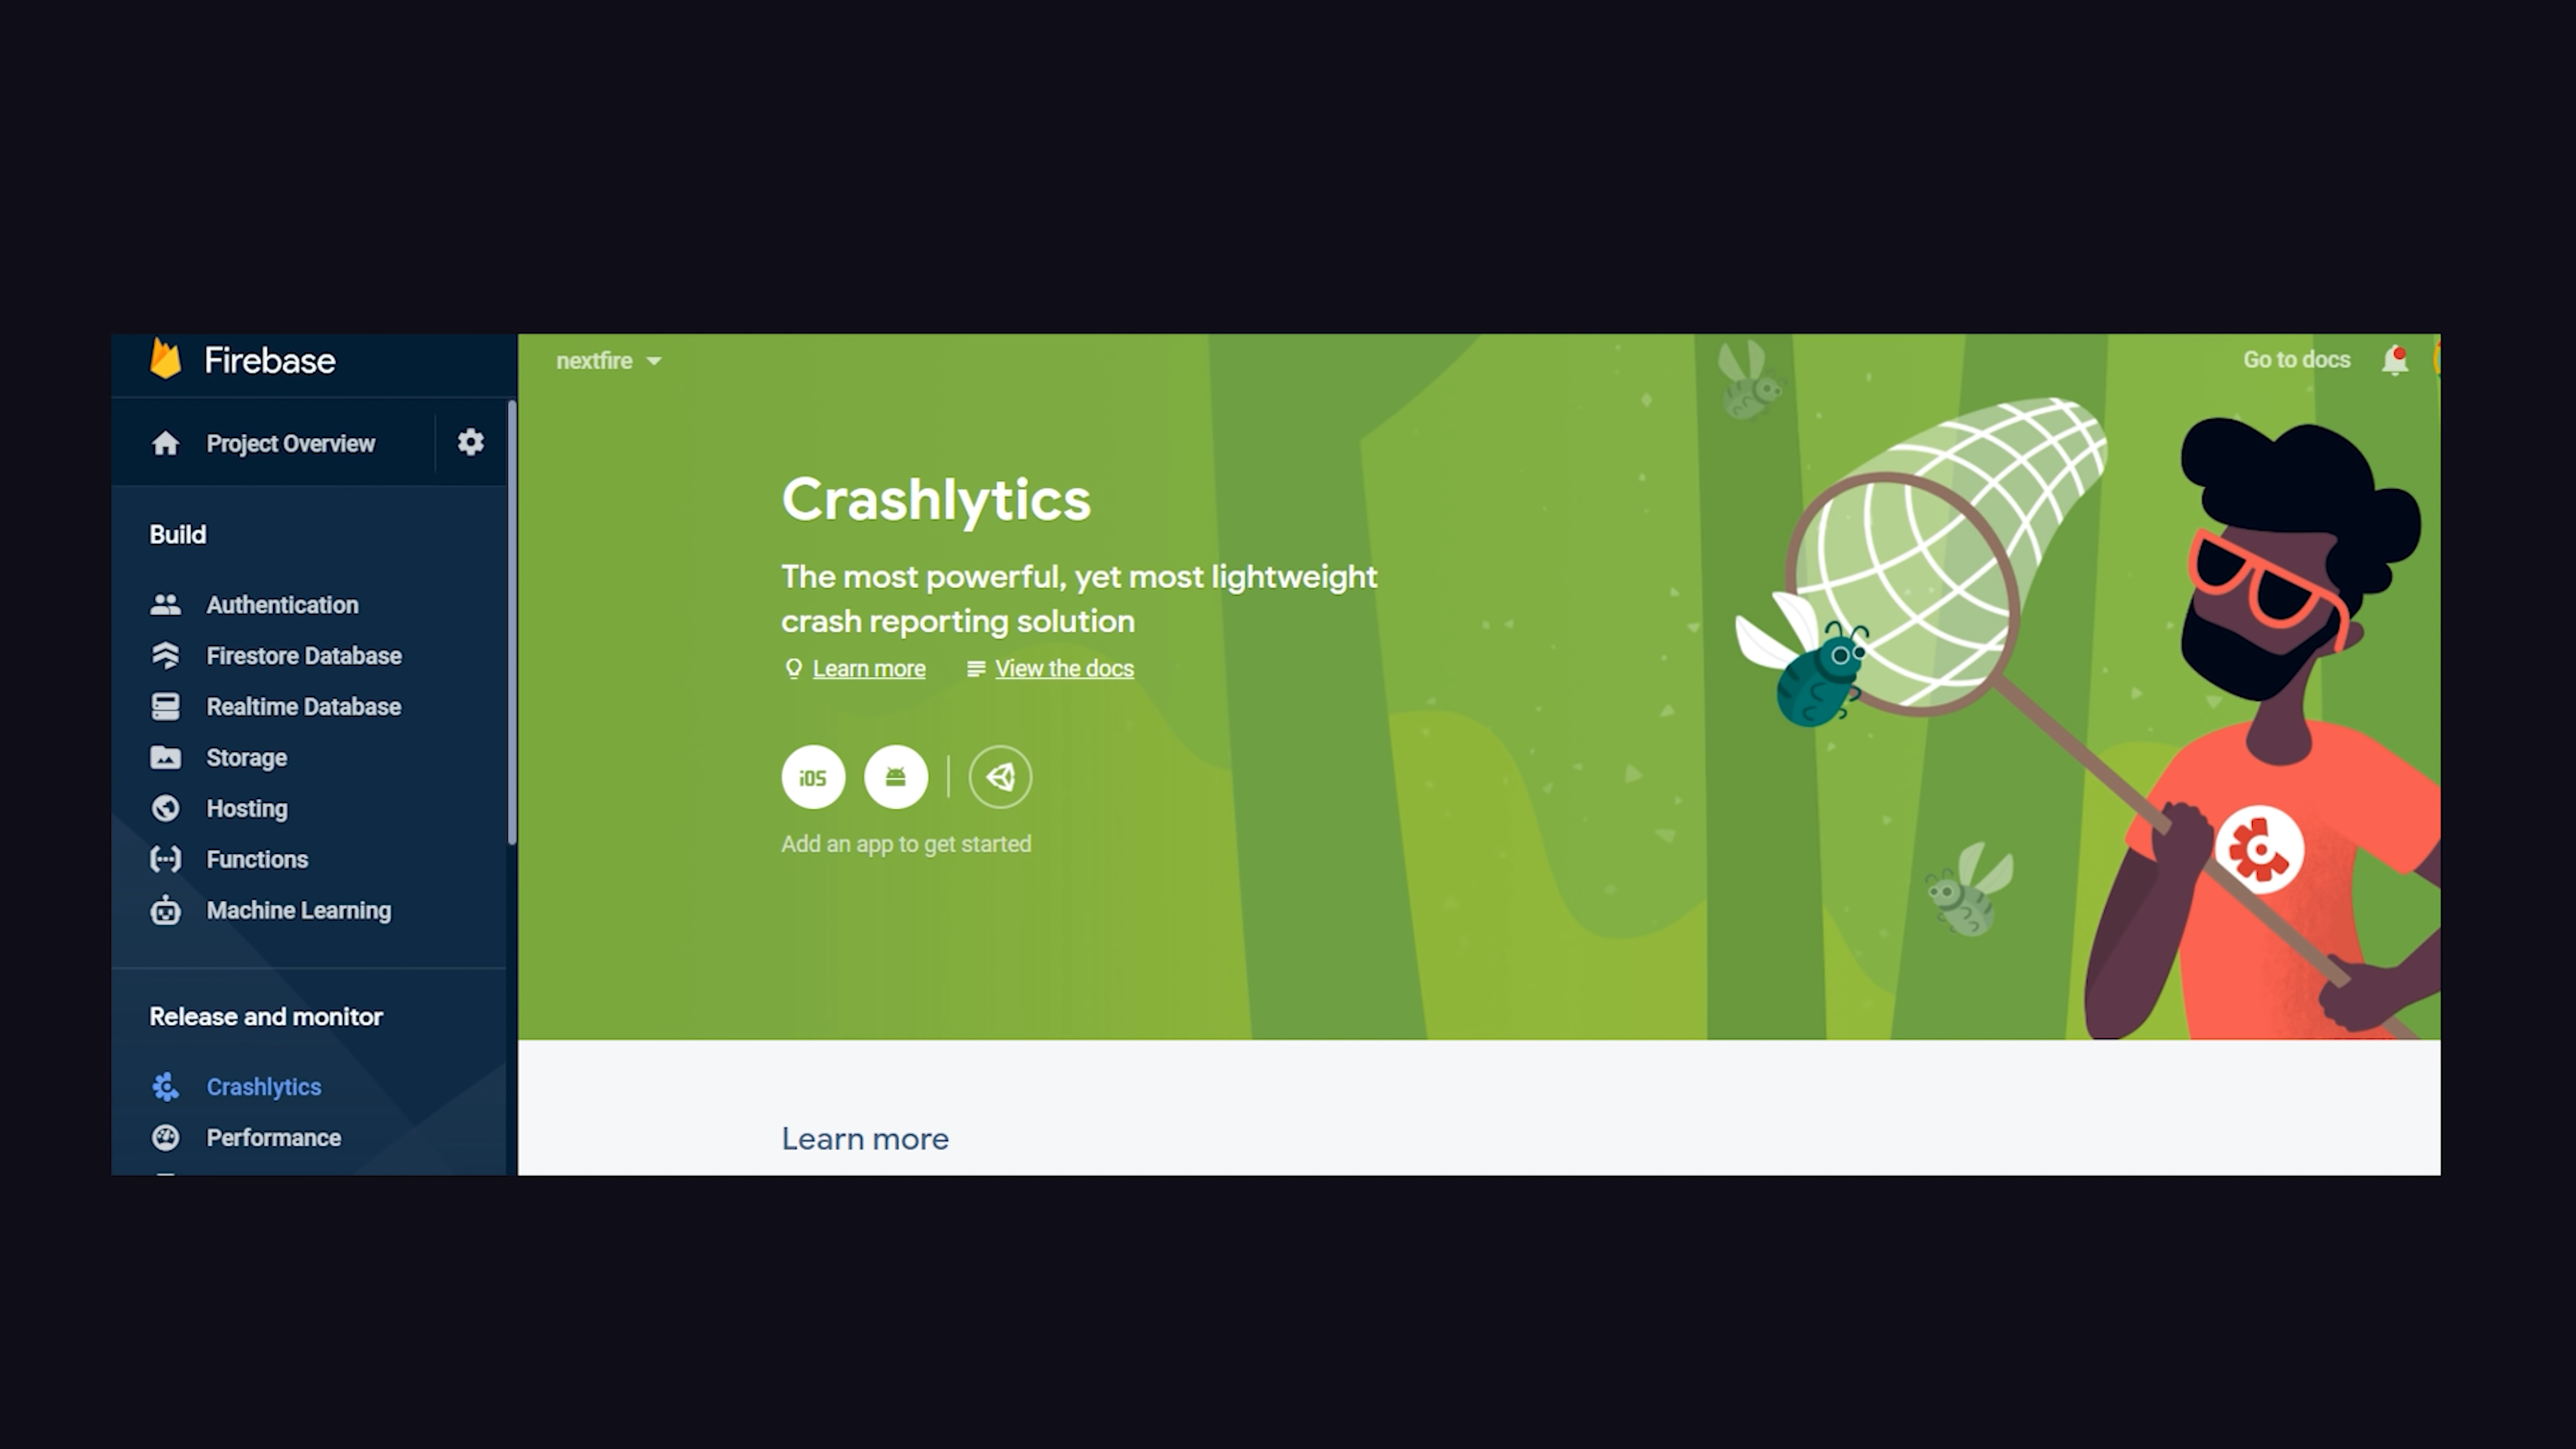 Firebase
Project Overview
Build
Authentication
Firestore Database
Realtime Database
Storage
Hosting
Functions
Machine Learning
Release and monitor
Crashlytics
Performance
nextfire
Go to docs
Crashlytics
The most powerful, yet most lightweight
crash reporting solution
Learn more View the docs
iOS
Add an app to get started
Learn more